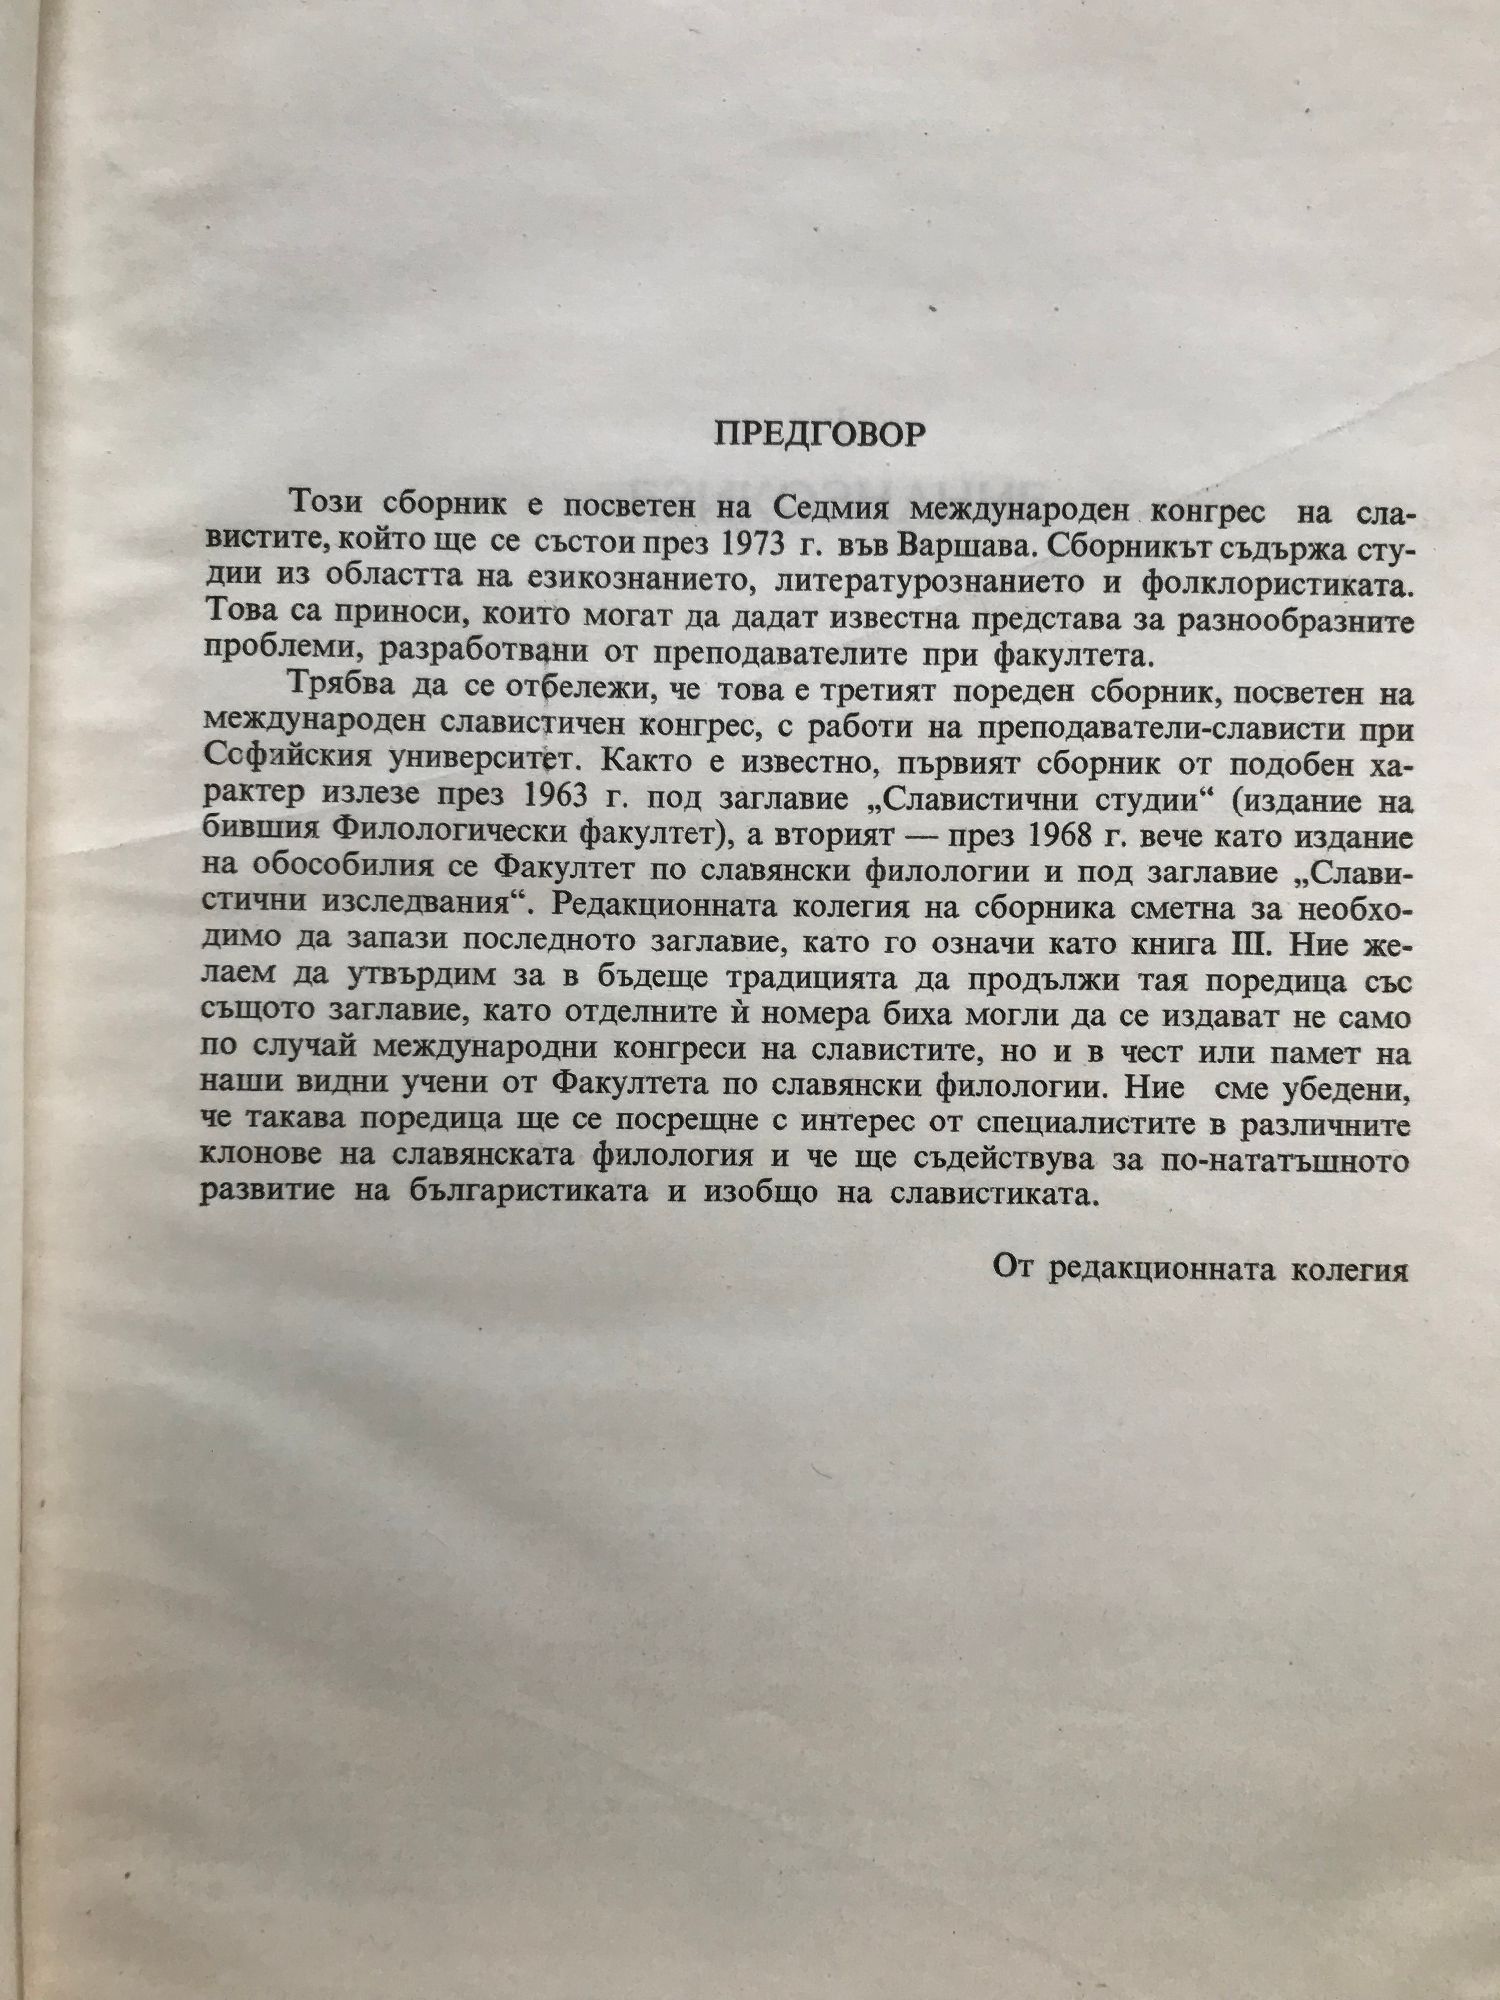 ПРЕДГОВОР
Този сборник е посветен на Седмия международен конгрес на сла-
вистите, който ще се състои през 1973 г. във Варшава. Сборникът съдържа сту-
дии из областта на езикознанието, литературознанието и фолклористиката.
Това са приноси, които могат да дадат известна представа за разнообразните
проблеми, разработвани от преподавателите при факултета.
Трябва да се отбележи, че това е третият пореден сборник, посветен на
международен славистичен конгрес, с работи на преподаватели-слависти при
Софийския университет. Както е известно, първият сборник от подобен ха-
рактер излезе през 1963 г. под заглавие „Славистични студии“ (издание на
бившия Филологически факултет), а вторият — през 1968 г. вече като издание
на обособилия се Факултет по славянски филологии и под заглавие „Слави-
стични изследвания“. Редакционната колегия на сборника сметна за необхо-
димо да запази последното заглавие, като го означи като книга III. Ние же-
лаем да утвърдим за в бъдеще традицията да продължи тая поредица със
същото заглавие, като отделните ѝ номера биха могли да се издават не само
по случай международни конгреси на славистите, но и в чест или памет на
наши видни учени от Факултета по славянски филологии. Ние сме убедени,
че такава поредица ще се посрещне с интерес от специалистите в различните
клонове на славянската филология и че ще съдействува за по-нататъшното
развитие на българистиката и изобщо на славистиката.
От редакционната колегия